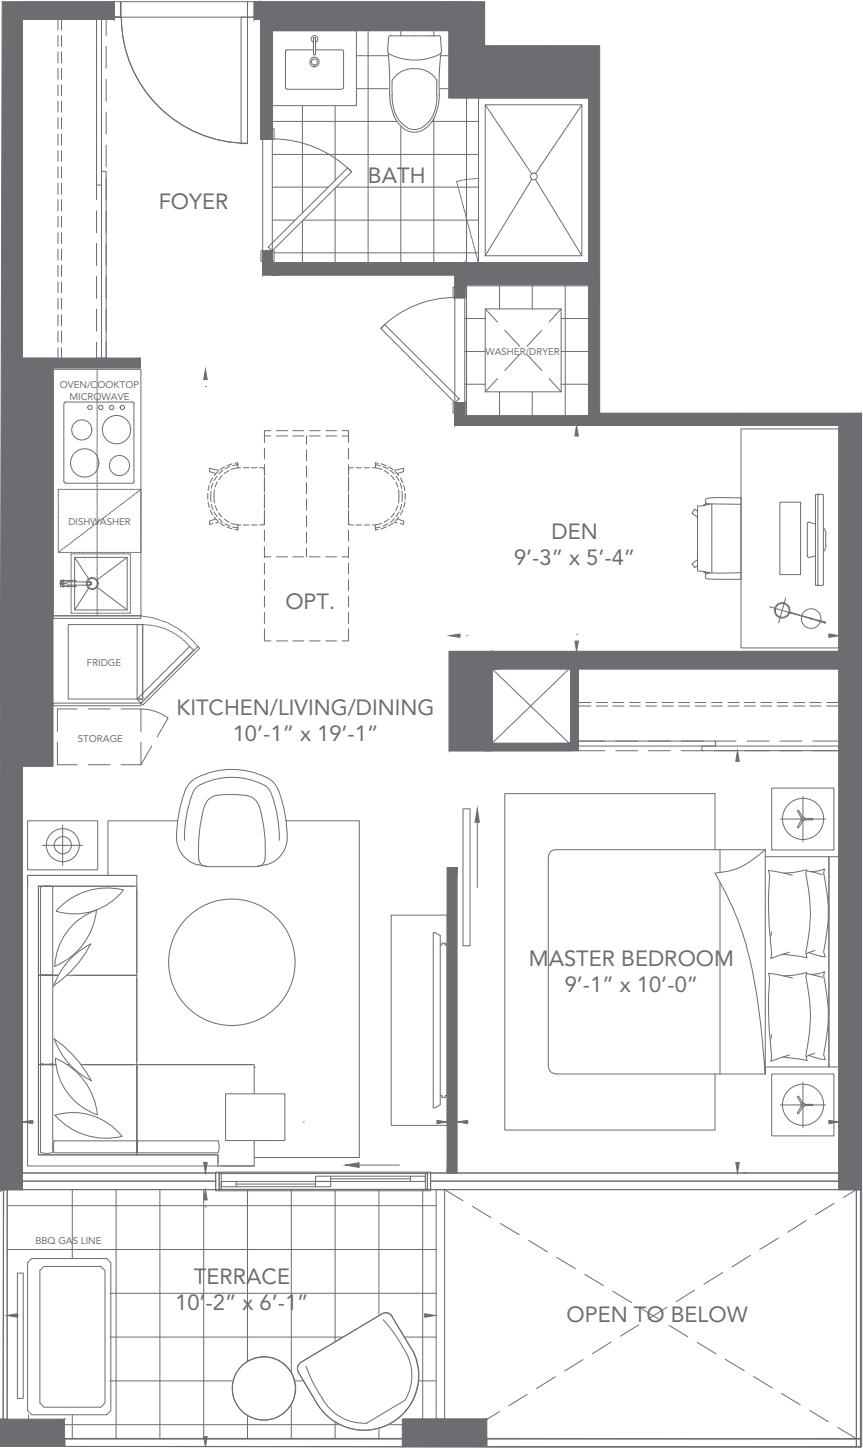 BATH
FOYER
WASHER/DRYER
OVEN/COOKTOP
MICROWAVE
DISHWASHER
DEN
9'-3" x 5'-4"
OPT.
FRIDGE
KITCHEN/LIVING/DINING
10'-1" x 19'-1"
STORAGE
MASTER BEDROOM
9'-1" x 10'-0"
BBQ GAS LINE
TERRACE
10'-2" x 6'-1"
OPEN TO BELOW